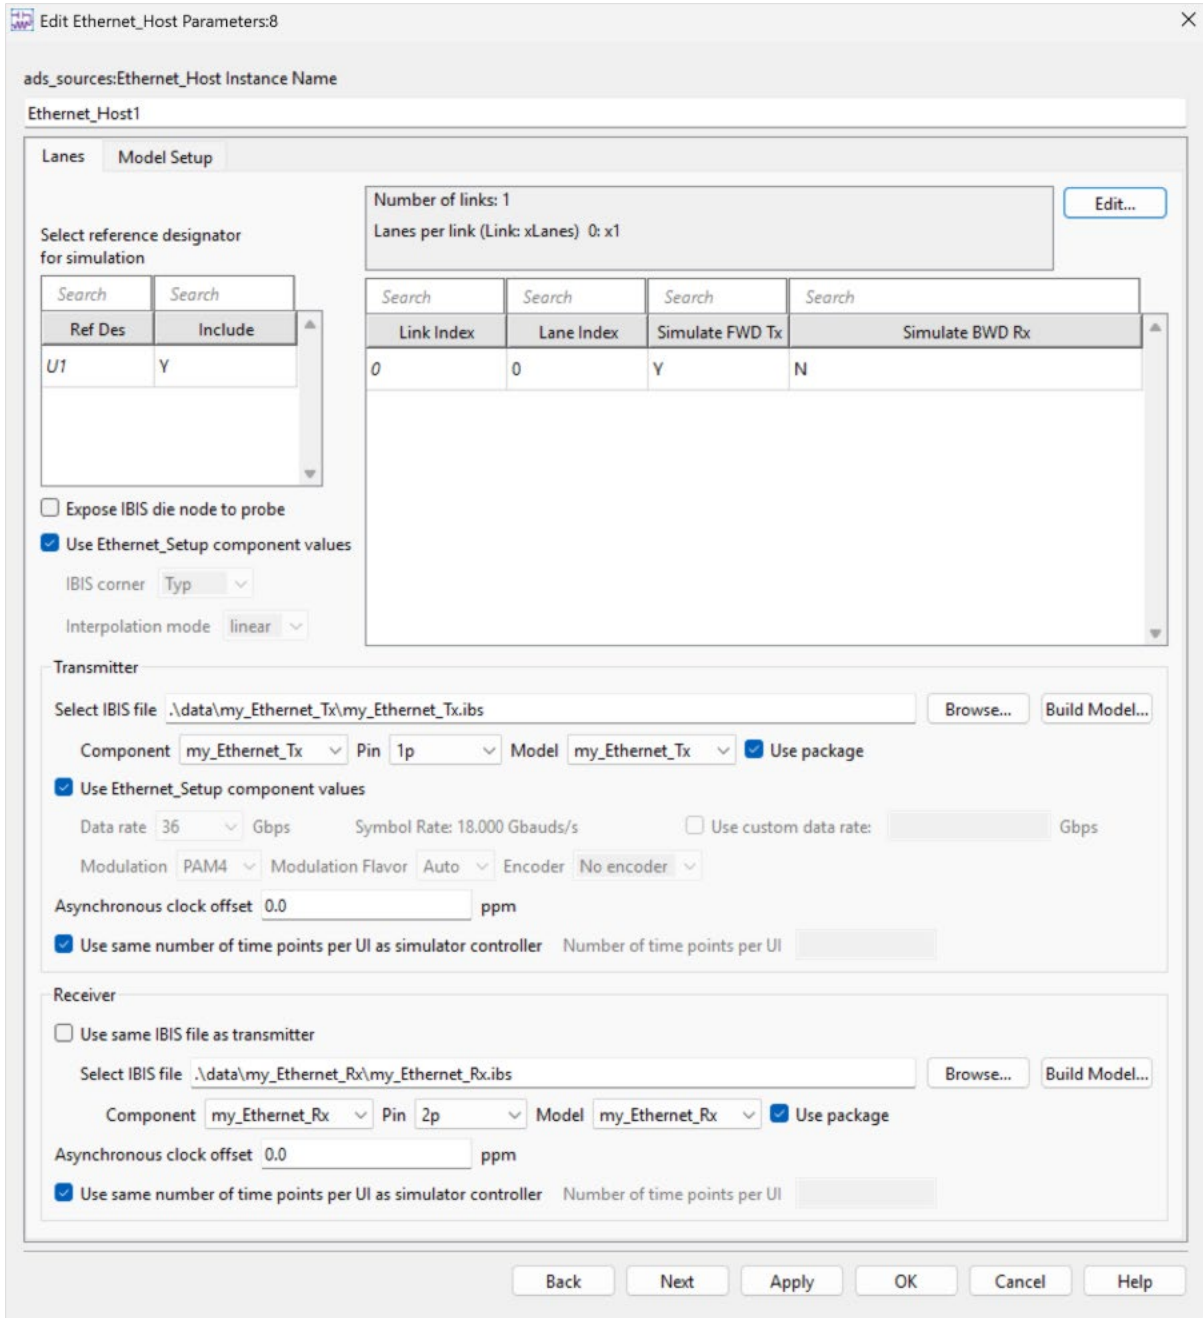 Edit Ethernet_Host Parameters:8
ads_sources:Ethernet_Host Instance Name
Ethernet_Host1
Lanes Model Setup
Select reference designator
for simulation
Search Search
Ref Des Include
U1 Y
Number of links: 1
Lanes per link (Link: xLanes) 0: x1
Edit...
Search Search Search Search
Link Index Lane Index Simulate FWD Tx Simulate BWD Rx
0 0 Y N
Expose IBIS die node to probe
Use Ethernet_Setup component values
IBIS corner Typ
Interpolation mode linear
Transmitter
Select IBIS file .\data\my_Ethernet_Tx\my_Ethernet_Tx.ibs Browse... Build Model...
Component my_Ethernet_Tx Pin 1p Model my_Ethernet_Tx Use package
Use Ethernet_Setup component values
Data rate 36 Gbps Symbol Rate: 18.000 Gbauds/s Use custom data rate: Gbps
Modulation PAM4 Modulation Flavor Auto Encoder No encoder
Asynchronous clock offset 0.0 ppm
Use same number of time points per UI as simulator controller Number of time points per UI
Receiver
Use same IBIS file as transmitter
Select IBIS file .\data\my_Ethernet_Rx\my_Ethernet_Rx.ibs Browse... Build Model...
Component my_Ethernet_Rx Pin 2p Model my_Ethernet_Rx Use package
Asynchronous clock offset 0.0 ppm
Use same number of time points per UI as simulator controller Number of time points per UI
Back Next Apply OK Cancel Help